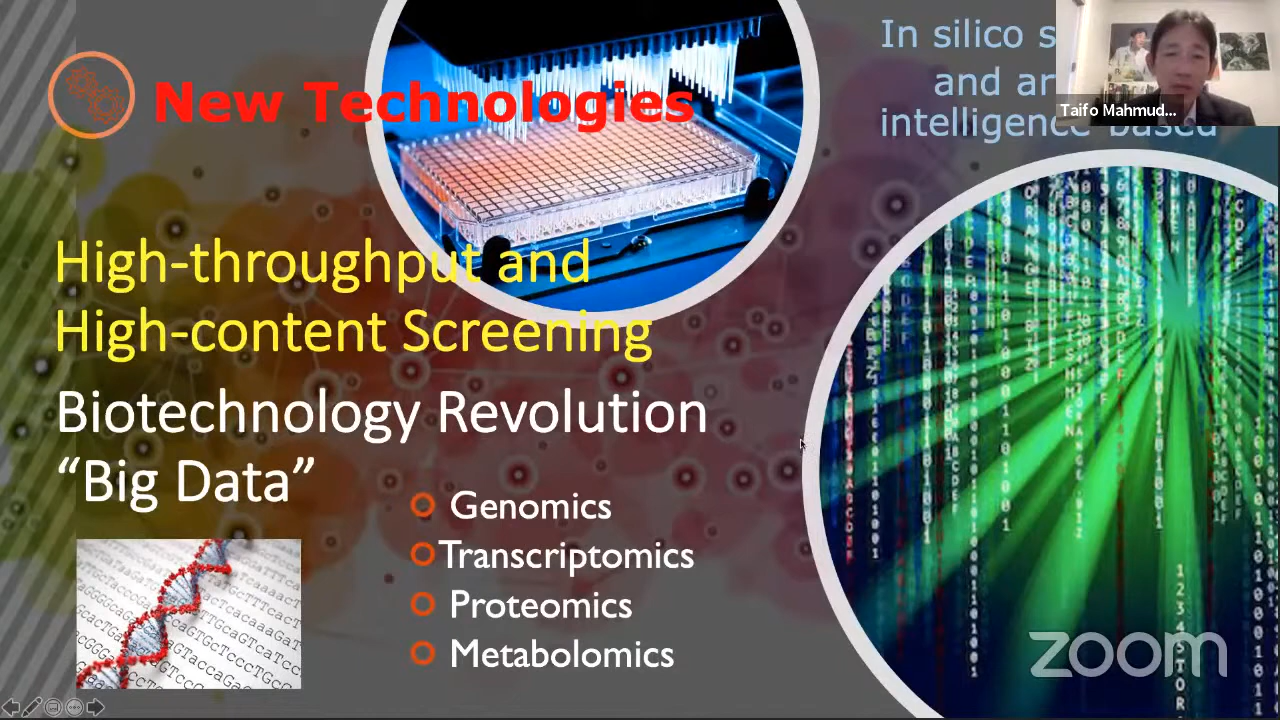 New Technologies
In silico s
and ar
intelligence based
Taifo Mahmud...
High-throughput and
High-content Screening
Biotechnology Revolution
“Big Data”
Genomics
Transcriptomics
Proteomics
Metabolomics
zoom